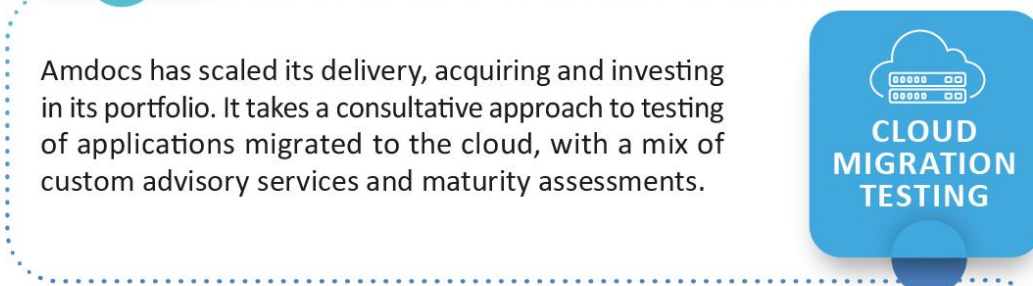 Amdocs has scaled its delivery, acquiring and investing
in its portfolio. It takes a consultative approach to testing
of applications migrated to the cloud, with a mix of
custom advisory services and maturity assessments.
CLOUD
MIGRATION
TESTING